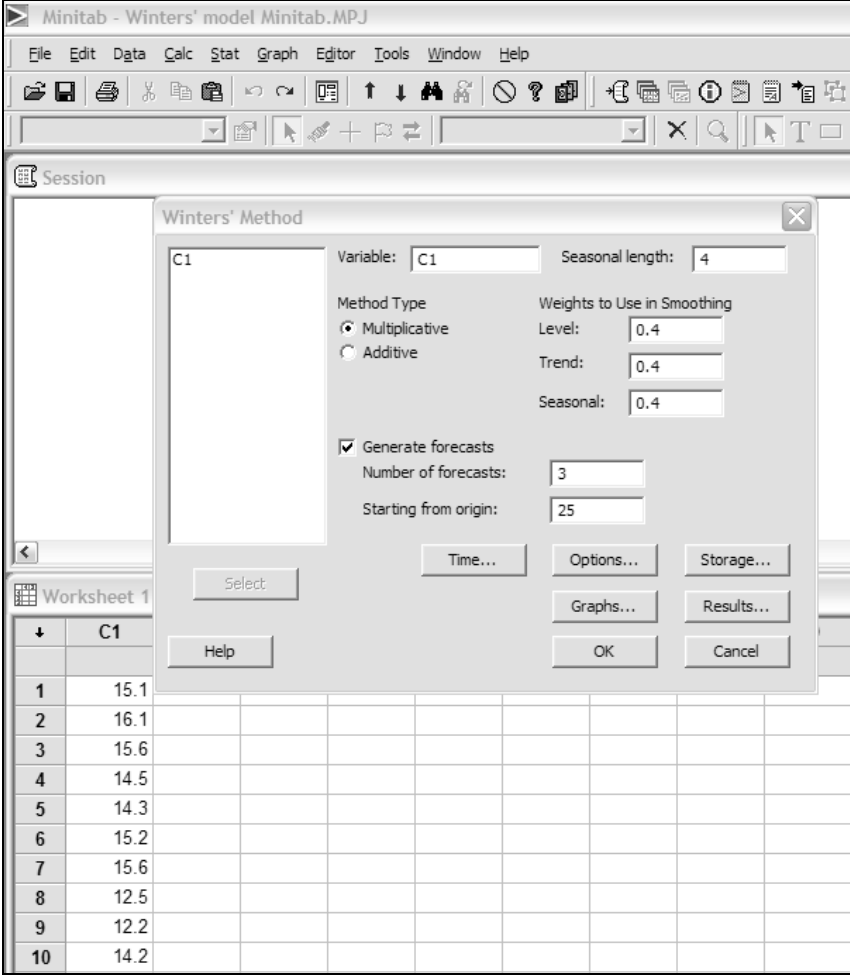 Minitab - Winters' model Minitab.MPJ
File Edit Data Calc Stat Graph Editor Tools Window Help
Session
Winters' Method
C1
Variable: C1 Seasonal length: 4
Method Type Weights to Use in Smoothing
Multiplicative Level: 0.4
Additive Trend: 0.4
Seasonal: 0.4
Generate forecasts
Number of forecasts: 3
Starting from origin: 25
Time... Options... Storage...
Select Graphs... Results...
Help OK Cancel
Worksheet 1
C1
1 15.1
2 16.1
3 15.6
4 14.5
5 14.3
6 15.2
7 15.6
8 12.5
9 12.2
10 14.2